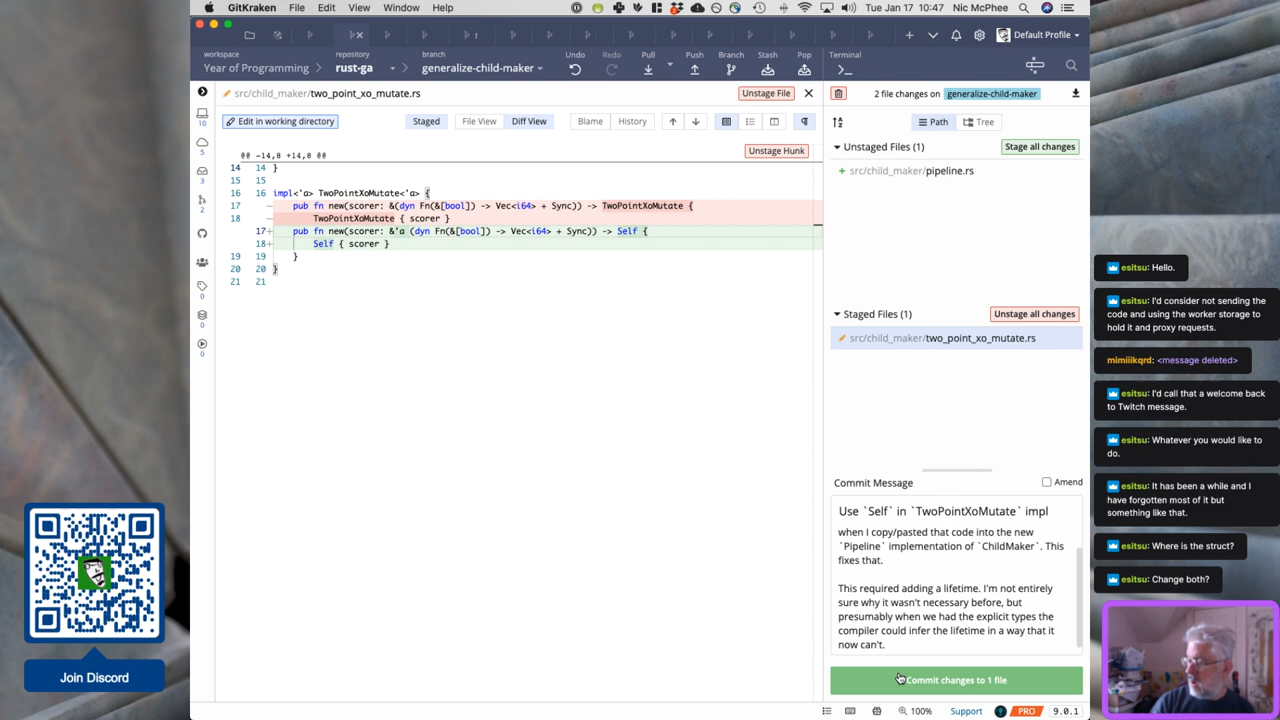 GitKraken File Edit View Window Help
Tue Jan 17 10:47 Nic McPhee
Default Profile
workspace
Year of Programming
repository
rust-ga
branch
generalize-child-maker
Undo
Redo
Pull
Push
Branch
Stash
Pop
Terminal
src/child_maker/two_point_xo_mutate.rs
Unstage File
2 file changes on generalize-child-maker
Edit in working directory
Staged
File View
Diff View
Blame
History
Path
Tree
10
5
3
2
0
0
0
@@ -14,8 +14,8 @@
Unstage Hunk
14 14 }
15 15
16 16 impl<'a> TwoPointXoMutate<'a> {
17 - pub fn new(scorer: &(dyn Fn(&[bool]) -> Vec<i64> + Sync)) -> TwoPointXoMutate {
18 - TwoPointXoMutate { scorer }
17+ pub fn new(scorer: &'a (dyn Fn(&[bool]) -> Vec<i64> + Sync)) -> Self {
18+ Self { scorer }
19 19 }
20 20 }
21 21
Unstaged Files (1)
Stage all changes
+ src/child_maker/pipeline.rs
Staged Files (1)
Unstage all changes
src/child_maker/two_point_xo_mutate.rs
Commit Message
Amend
Use `Self` in `TwoPointXoMutate` impl
when I copy/pasted that code into the new
`Pipeline` implementation of `ChildMaker`. This
fixes that.
This required adding a lifetime. I'm not entirely
sure why it wasn't necessary before, but
presumably when we had the explicit types the
compiler could infer the lifetime in a way that it
now can't.
Commit changes to 1 file
100%
Support
PRO
9.0.1
esitsu: Hello.
esitsu: I'd consider not sending the
code and using the worker storage to
hold it and proxy requests.
mimiiikqrd: <message deleted>
esitsu: I'd call that a welcome back
to Twitch message.
esitsu: Whatever you would like to
do.
esitsu: It has been a while and I
have forgotten most of it but
something like that.
esitsu: Where is the struct?
esitsu: Change both?
Join Discord